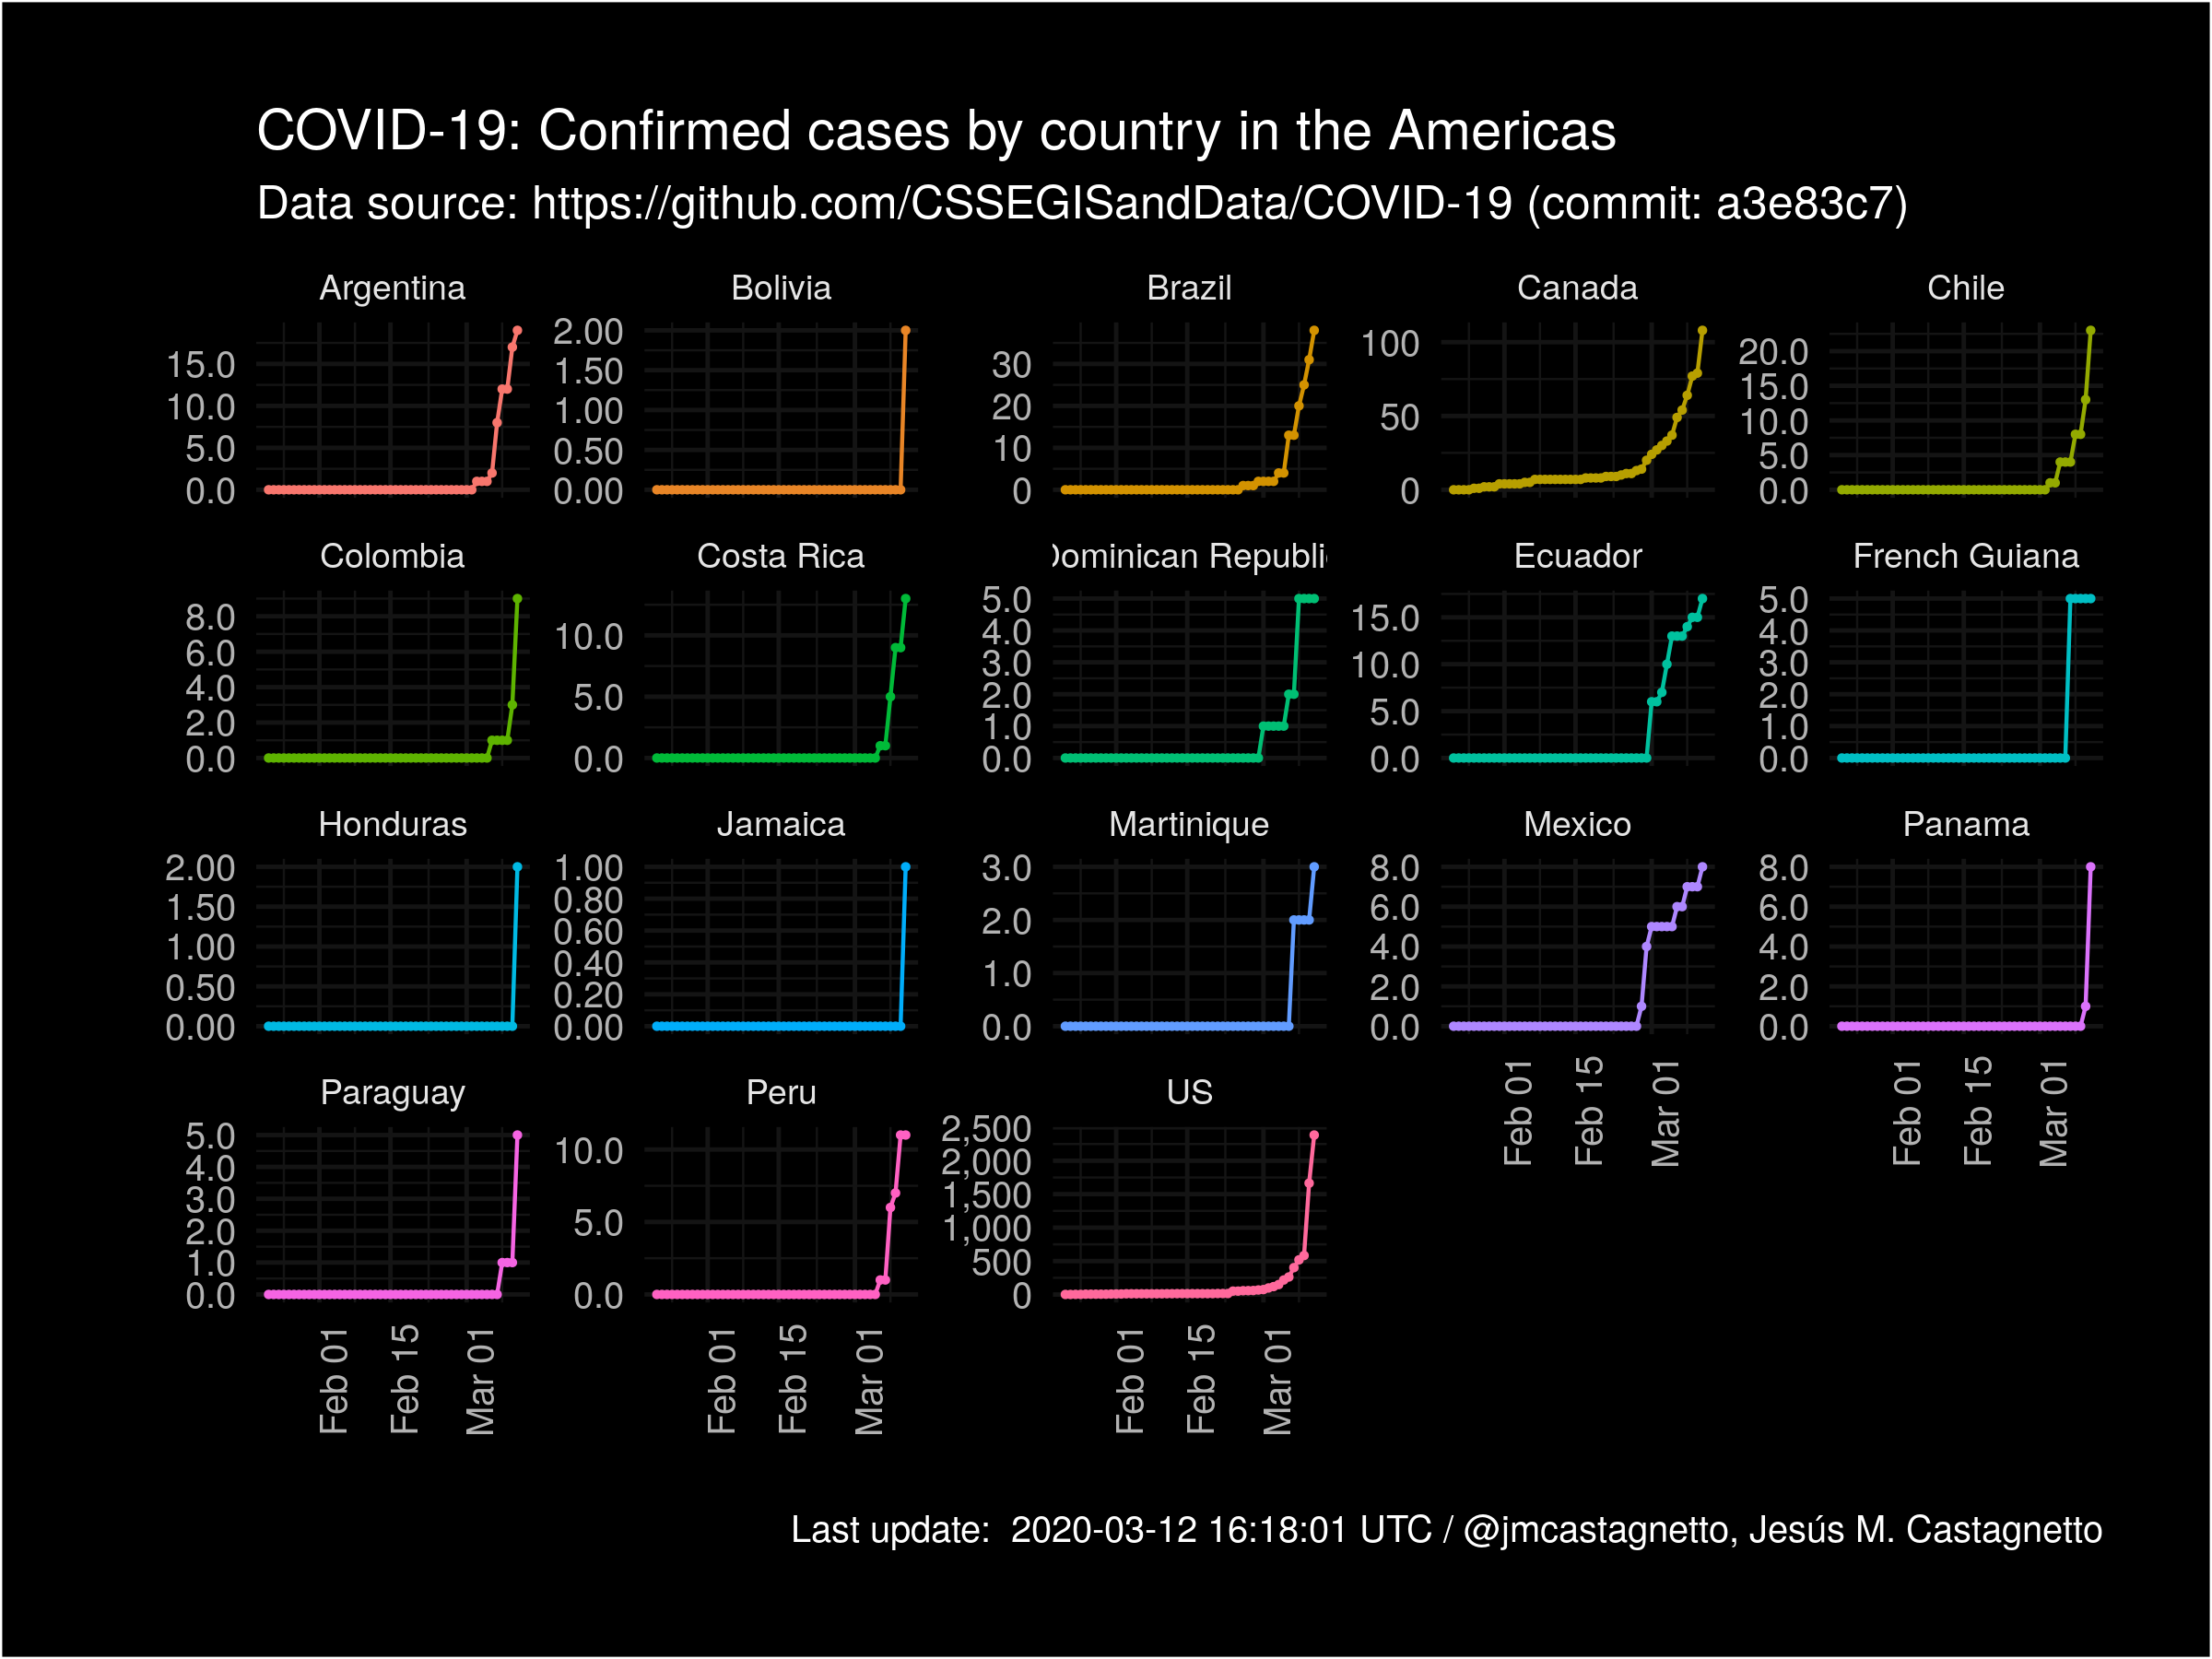 COVID-19: Confirmed cases by country in the Americas
Data source: https://github.com/CSSEGISandData/COVID-19 (commit: a3e83c7)
Argentina
15.0
10.0
5.0
0.0
Bolivia
2.00
1.50
1.00
0.50
0.00
Brazil
30
20
10
0
Canada
100
50
0
Chile
20.0
15.0
10.0
5.0
0.0
Colombia
8.0
6.0
4.0
2.0
0.0
Costa Rica
10.0
5.0
0.0
Dominican Republic
5.0
4.0
3.0
2.0
1.0
0.0
Ecuador
15.0
10.0
5.0
0.0
French Guiana
5.0
4.0
3.0
2.0
1.0
0.0
Honduras
2.00
1.50
1.00
0.50
0.00
Jamaica
1.00
0.80
0.60
0.40
0.20
0.00
Martinique
3.0
2.0
1.0
0.0
Mexico
8.0
6.0
4.0
2.0
0.0
Feb 01
Feb 15
Mar 01
Panama
8.0
6.0
4.0
2.0
0.0
Feb 01
Feb 15
Mar 01
Paraguay
5.0
4.0
3.0
2.0
1.0
0.0
Feb 01
Feb 15
Mar 01
Peru
10.0
5.0
0.0
Feb 01
Feb 15
Mar 01
US
2,500
2,000
1,500
1,000
500
0
Feb 01
Feb 15
Mar 01
Last update:  2020-03-12 16:18:01 UTC / @jmcastagnetto, Jesús M. Castagnetto